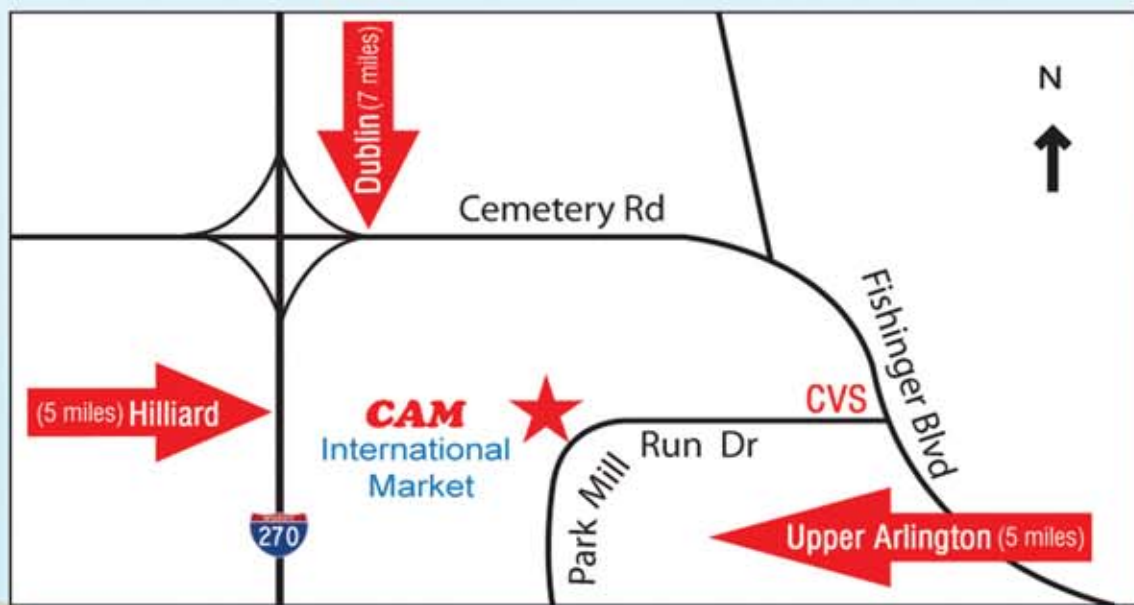 Dublin (7 miles)
N
Cemetery Rd
Fishinger Blvd
(5 miles) Hilliard
CAM
International
Market
CVS
Park Mill Run Dr
270
Upper Arlington (5 miles)